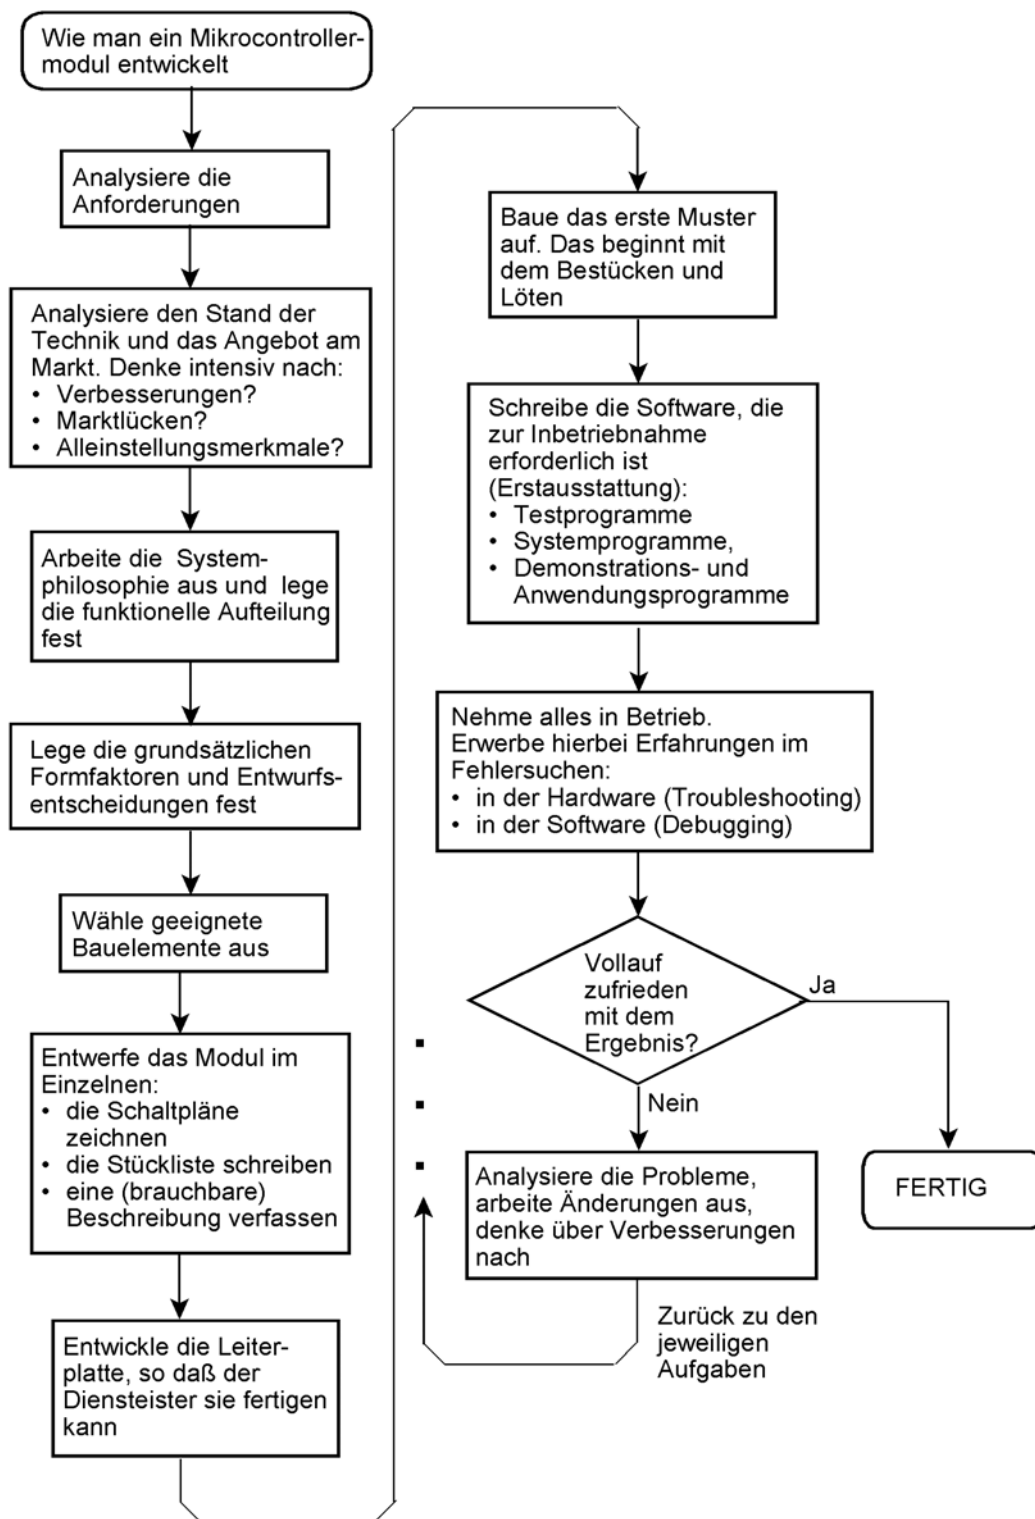 Wie man ein Mikrocontroller-
modul entwickelt
Analysiere die
Anforderungen
Analysiere den Stand der
Technik und das Angebot am
Markt. Denke intensiv nach:
• Verbesserungen?
• Marktlücken?
• Alleinstellungsmerkmale?
Arbeite die System-
philosophie aus und lege
die funktionelle Aufteilung
fest
Lege die grundsätzlichen
Formfaktoren und Entwurfs-
entscheidungen fest
Wähle geeignete
Bauelemente aus
Entwerfe das Modul im
Einzelnen:
• die Schaltpläne
zeichnen
• die Stückliste schreiben
• eine (brauchbare)
Beschreibung verfassen
Entwickle die Leiter-
platte, so daß der
Diensteister sie fertigen
kann
Baue das erste Muster
auf. Das beginnt mit
dem Bestücken und
Löten
Schreibe die Software, die
zur Inbetriebnahme
erforderlich ist
(Erstausstattung):
• Testprogramme
• Systemprogramme,
• Demonstrations- und
Anwendungsprogramme
Nehme alles in Betrieb.
Erwerbe hierbei Erfahrungen im
Fehlersuchen:
• in der Hardware (Troubleshooting)
• in der Software (Debugging)
Vollauf
zufrieden
mit dem
Ergebnis?
Ja
Nein
FERTIG
Analysiere die Probleme,
arbeite Änderungen aus,
denke über Verbesserungen
nach
Zurück zu den
jeweiligen
Aufgaben